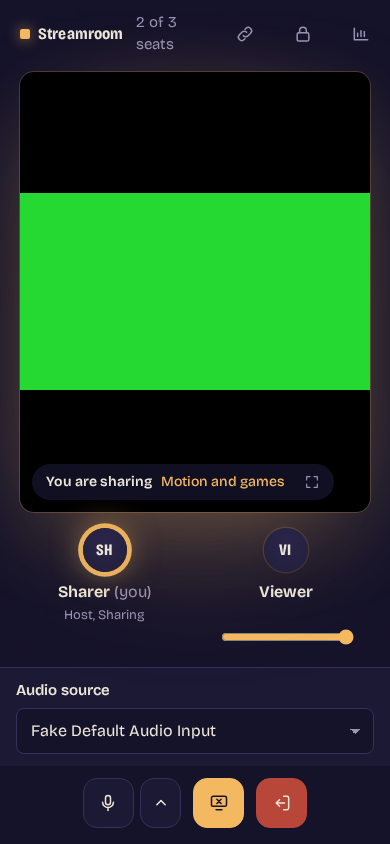 Streamroom
2 of 3
seats
You are sharing Motion and games
SH
VI
Sharer (you)
Viewer
Host, Sharing
Audio source
Fake Default Audio Input